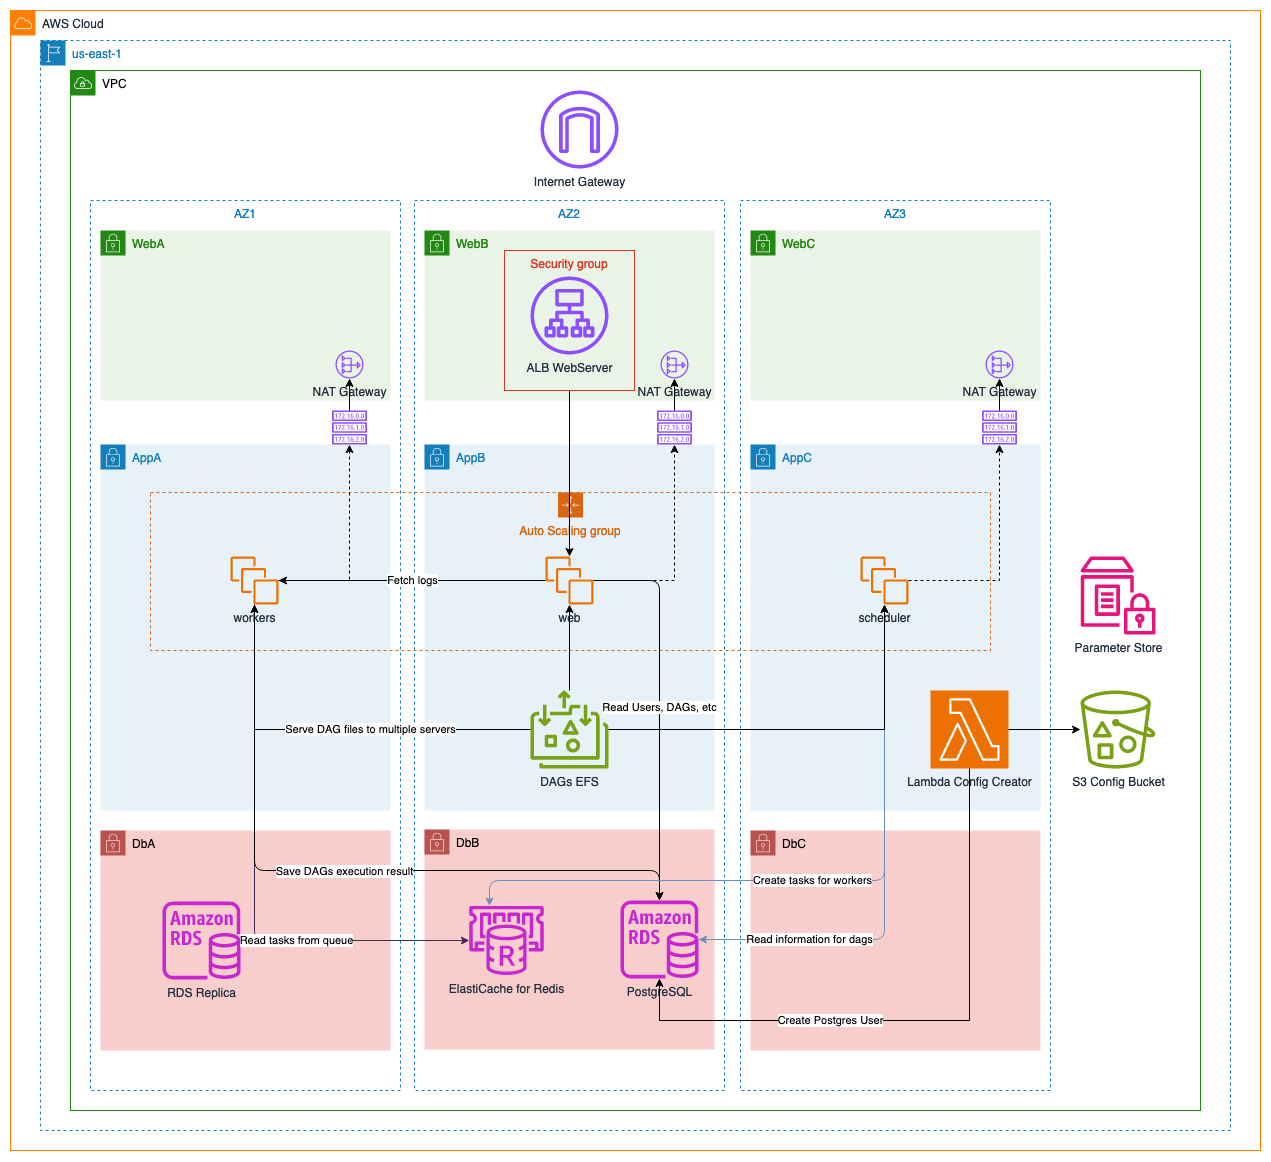 AWS Cloud
us-east-1
VPC
Internet Gateway
AZ1
AZ2
AZ3
WebA
WebB
WebC
Security group
ALB WebServer
NAT Gateway
NAT Gateway
NAT Gateway
172.16.0.0
172.16.1.0
172.16.2.0
172.16.0.0
172.16.1.0
172.16.2.0
172.16.0.0
172.16.1.0
172.16.2.0
AppA
AppB
AppC
Auto Scaling group
Fetch logs
workers
web
scheduler
Parameter Store
Read Users, DAGs, etc
Serve DAG files to multiple servers
DAGs EFS
Lambda Config Creator
S3 Config Bucket
DbA
DbB
DbC
Save DAGs execution result
Create tasks for workers
Amazon
RDS
Amazon
RDS
R
Read tasks from queue
Read information for dags
RDS Replica
ElastiCache for Redis
PostgreSQL
Create Postgres User